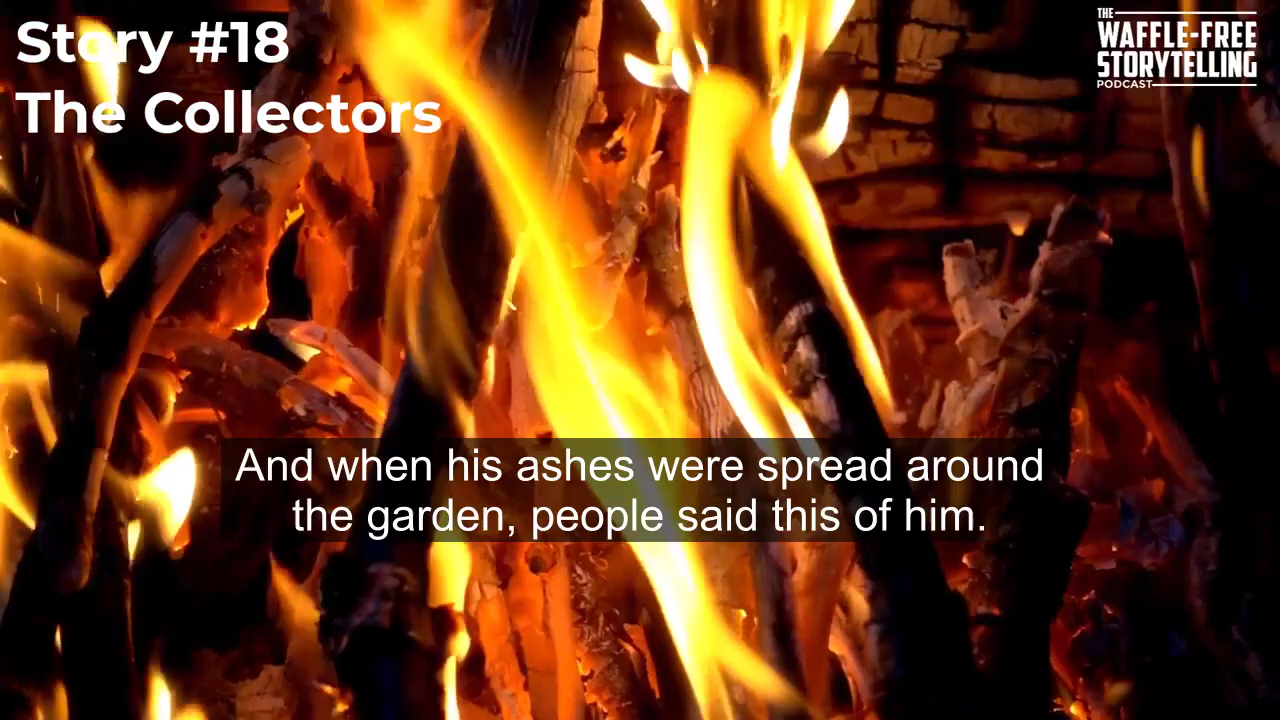 Story #18
The Collectors
THE
WAFFLE-FREE
STORYTELLING
PODCAST
And when his ashes were spread around
the garden, people said this of him.